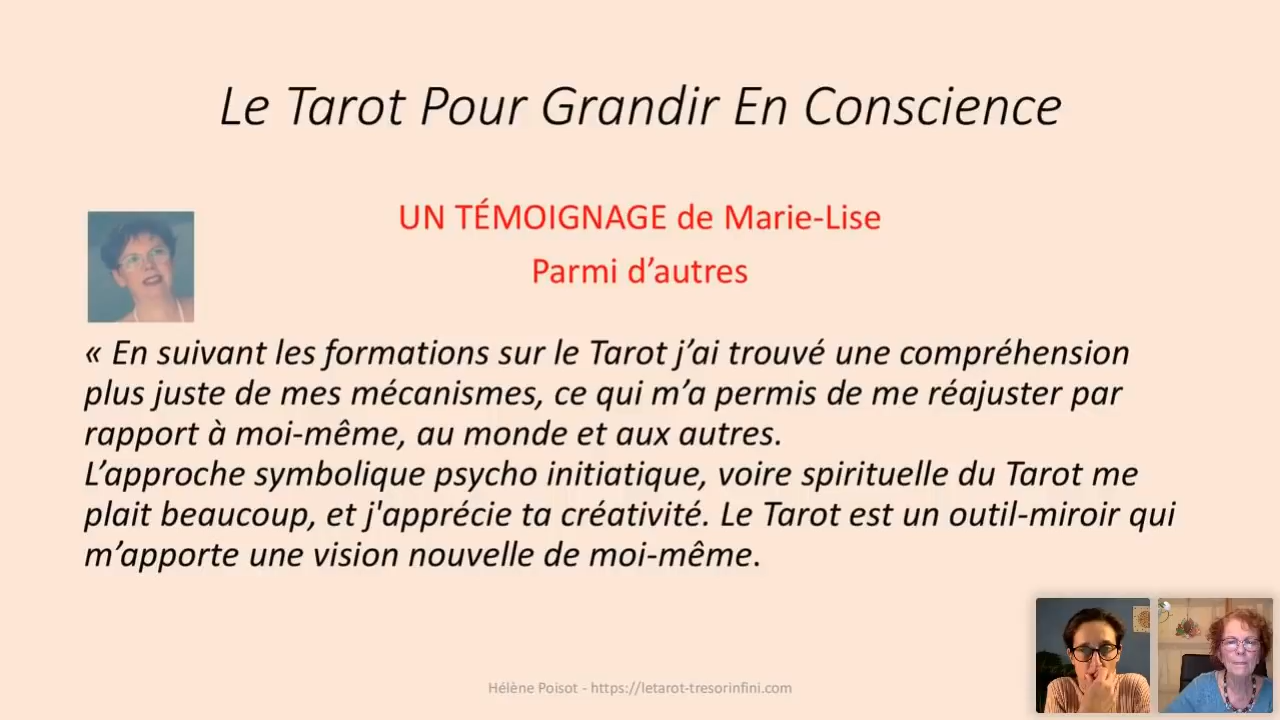 Le Tarot Pour Grandir En Conscience
UN TÉMOIGNAGE de Marie-Lise
Parmi d’autres
« En suivant les formations sur le Tarot j’ai trouvé une compréhension
plus juste de mes mécanismes, ce qui m’a permis de me réajuster par
rapport à moi-même, au monde et aux autres.
L’approche symbolique psycho initiatique, voire spirituelle du Tarot me
plait beaucoup, et j'apprécie ta créativité. Le Tarot est un outil-miroir qui
m’apporte une vision nouvelle de moi-même.
Hélène Poisot - https://letarot-tresorinfini.com